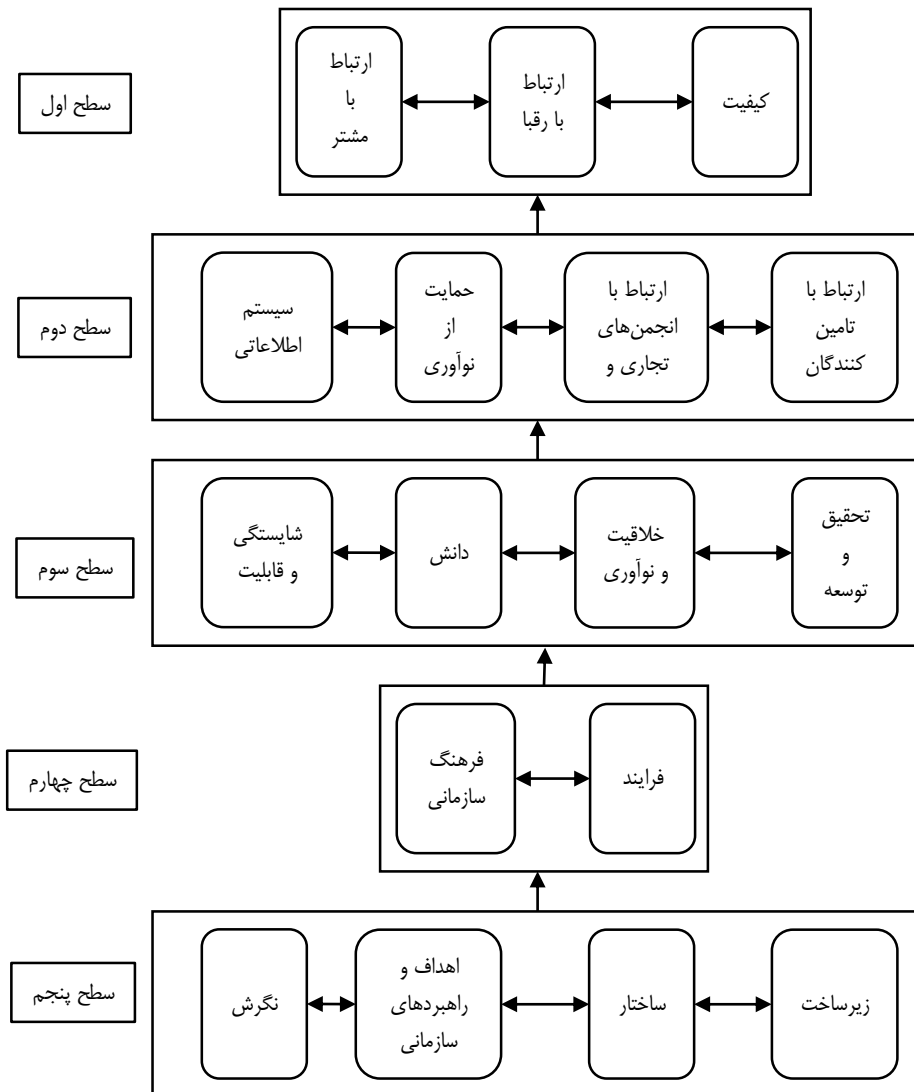 سطح اول
کیفیت
ارتباط
با رقبا
ارتباط
با
مشتر
سطح دوم
ارتباط با
تامین
کنندگان
ارتباط با
انجمن‌های
تجاری و
حمایت
از
نوآوری
سیستم
اطلاعاتی
سطح سوم
تحقیق
و
توسعه
خلاقیت
و نوآوری
دانش
شایستگی
و قابلیت
سطح چهارم
فرایند
فرهنگ
سازمانی
سطح پنجم
زیرساخت
ساختار
اهداف و
راهبردهای
سازمانی
نگرش